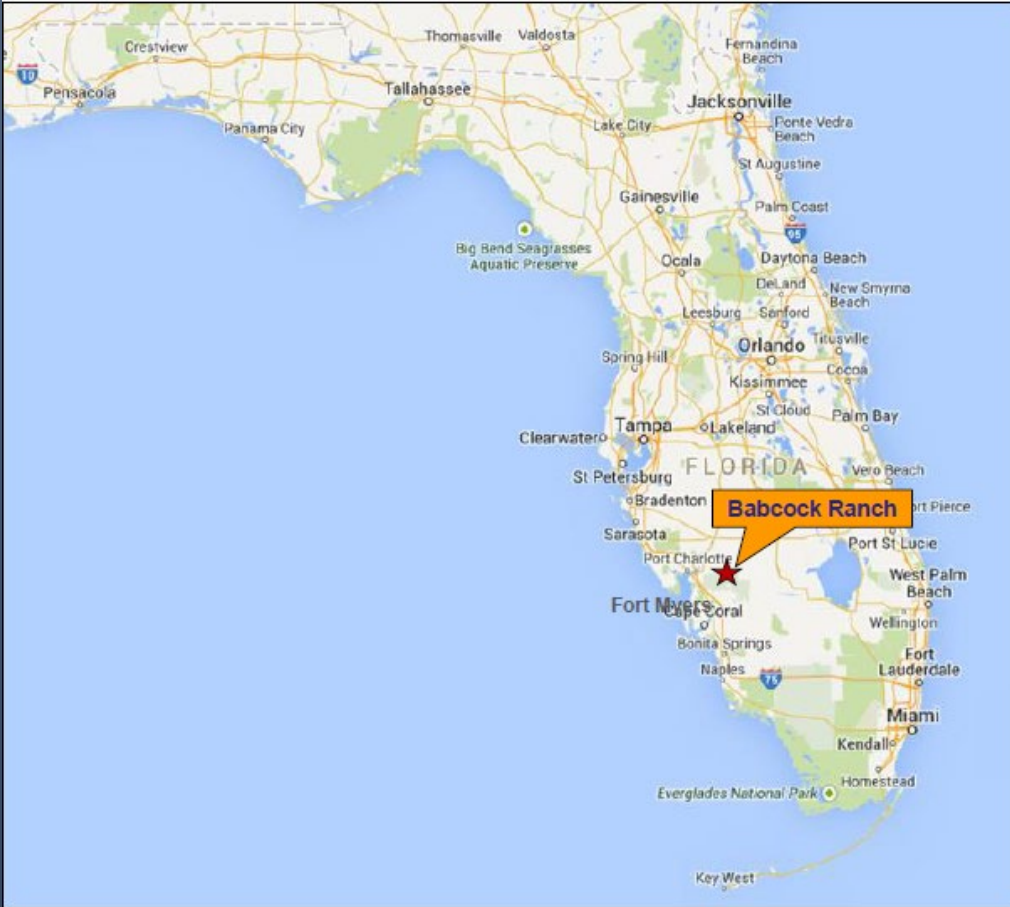 Thomasville
Valdosta
Crestview
Fernandina
Beach
10
Pensacola
Tallahassee
Jacksonville
Panama City
Lake City
Ponte Vedra
Beach
St Augustine
Gainesville
Palm Coast
95
Big Bend Seagrasses
Aquatic Preserve
Ocala
Daytona Beach
DeLand
New Smyrna
Beach
Leesburg
Sanford
Titusville
Orlando
Spring Hill
Cocoa
Kissimmee
St Cloud
Palm Bay
Tampa
Lakeland
Clearwater
FLORIDA
Vero Beach
St Petersburg
Bradenton
Babcock Ranch
ort Pierce
Sarasota
Port St Lucie
Port Charlotte
West Palm
Beach
Fort Myers
Cape Coral
Wellington
Bonita Springs
Fort
Lauderdale
Naples
75
Miami
Kendall
Homestead
Everglades National Park
Key West